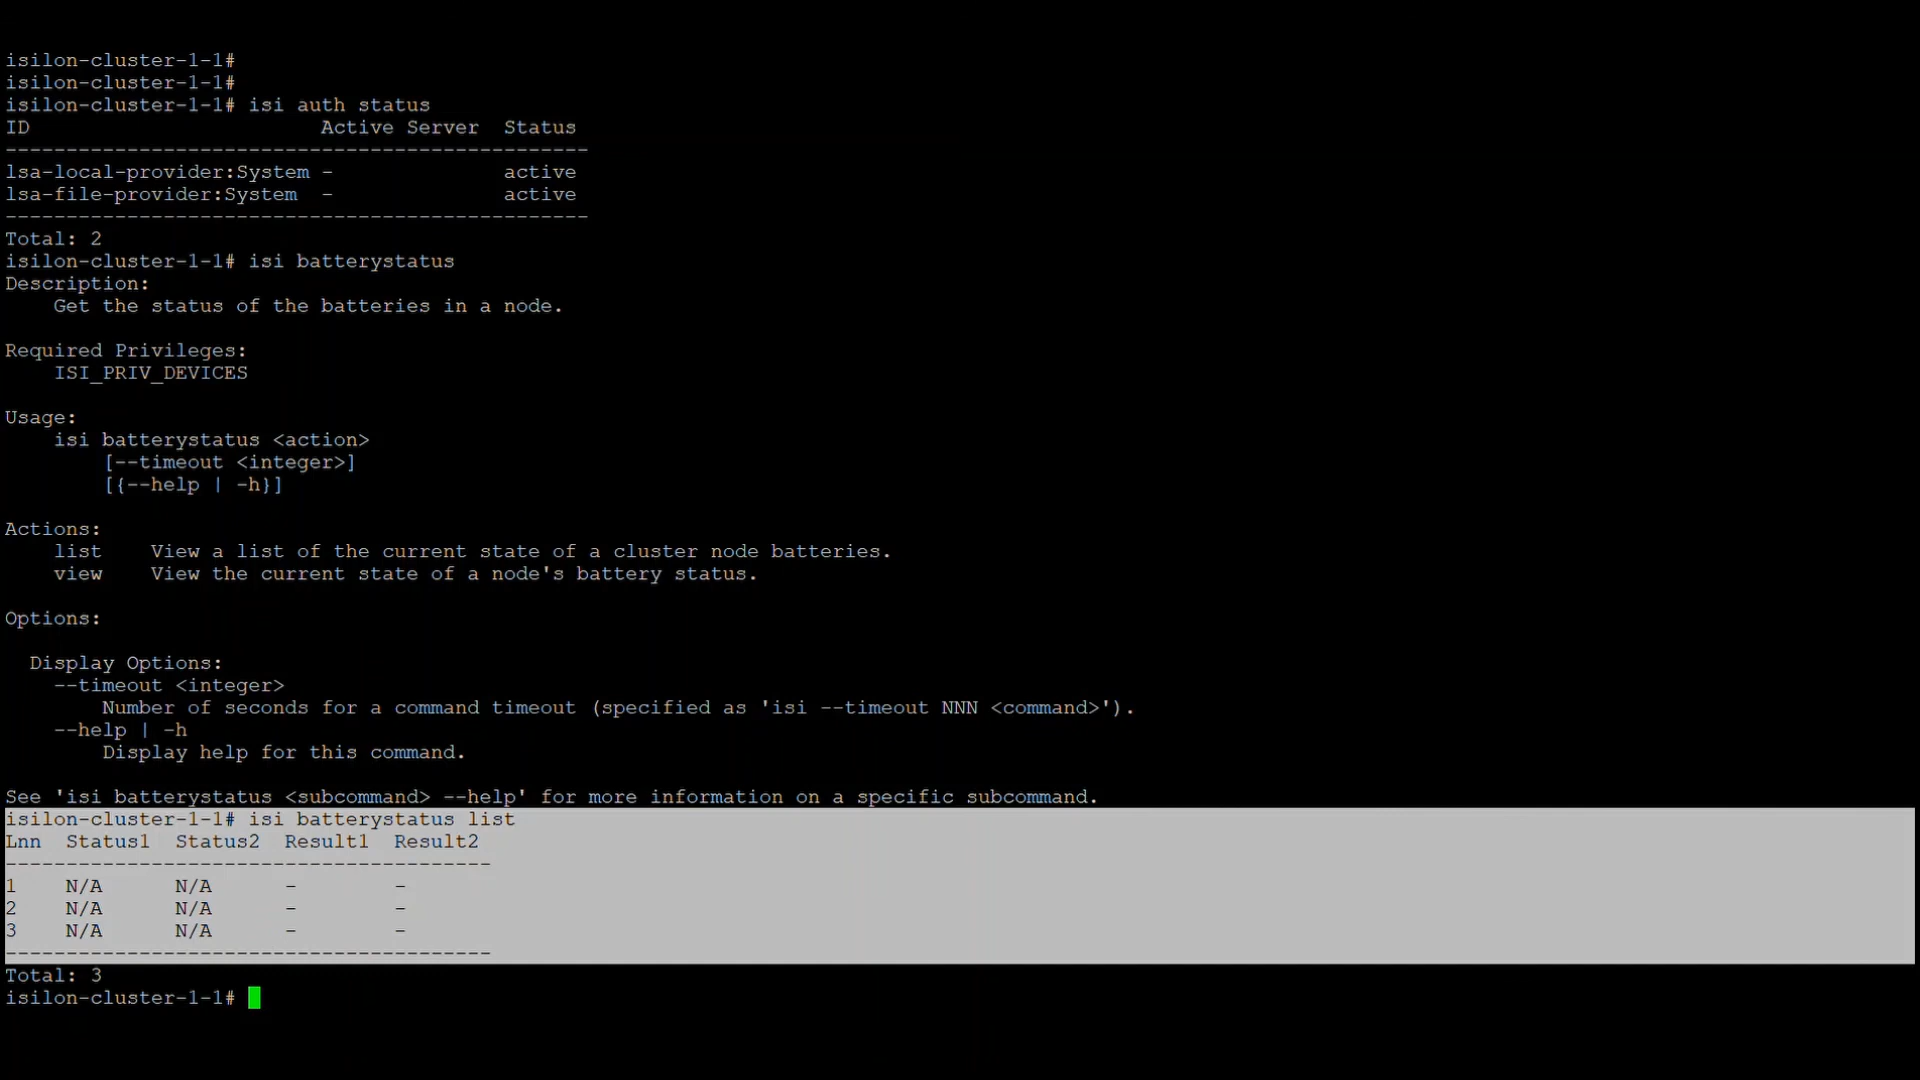 isilon-cluster-1-1#
isilon-cluster-1-1#
isilon-cluster-1-1# isi auth status
ID                        Active Server  Status
------------------------------------------------
lsa-local-provider:System -              active
lsa-file-provider:System  -              active
------------------------------------------------
Total: 2
isilon-cluster-1-1# isi batterystatus
Description:
    Get the status of the batteries in a node.

Required Privileges:
    ISI_PRIV_DEVICES

Usage:
    isi batterystatus <action>
        [--timeout <integer>]
        [{--help | -h}]

Actions:
    list    View a list of the current state of a cluster node batteries.
    view    View the current state of a node's battery status.

Options:

  Display Options:
    --timeout <integer>
        Number of seconds for a command timeout (specified as 'isi --timeout NNN <command>').
    --help | -h
        Display help for this command.

See 'isi batterystatus <subcommand> --help' for more information on a specific subcommand.
isilon-cluster-1-1# isi batterystatus list
Lnn  Status1  Status2  Result1  Result2
----------------------------------------
1    N/A      N/A      -        -
2    N/A      N/A      -        -
3    N/A      N/A      -        -
----------------------------------------
Total: 3
isilon-cluster-1-1#